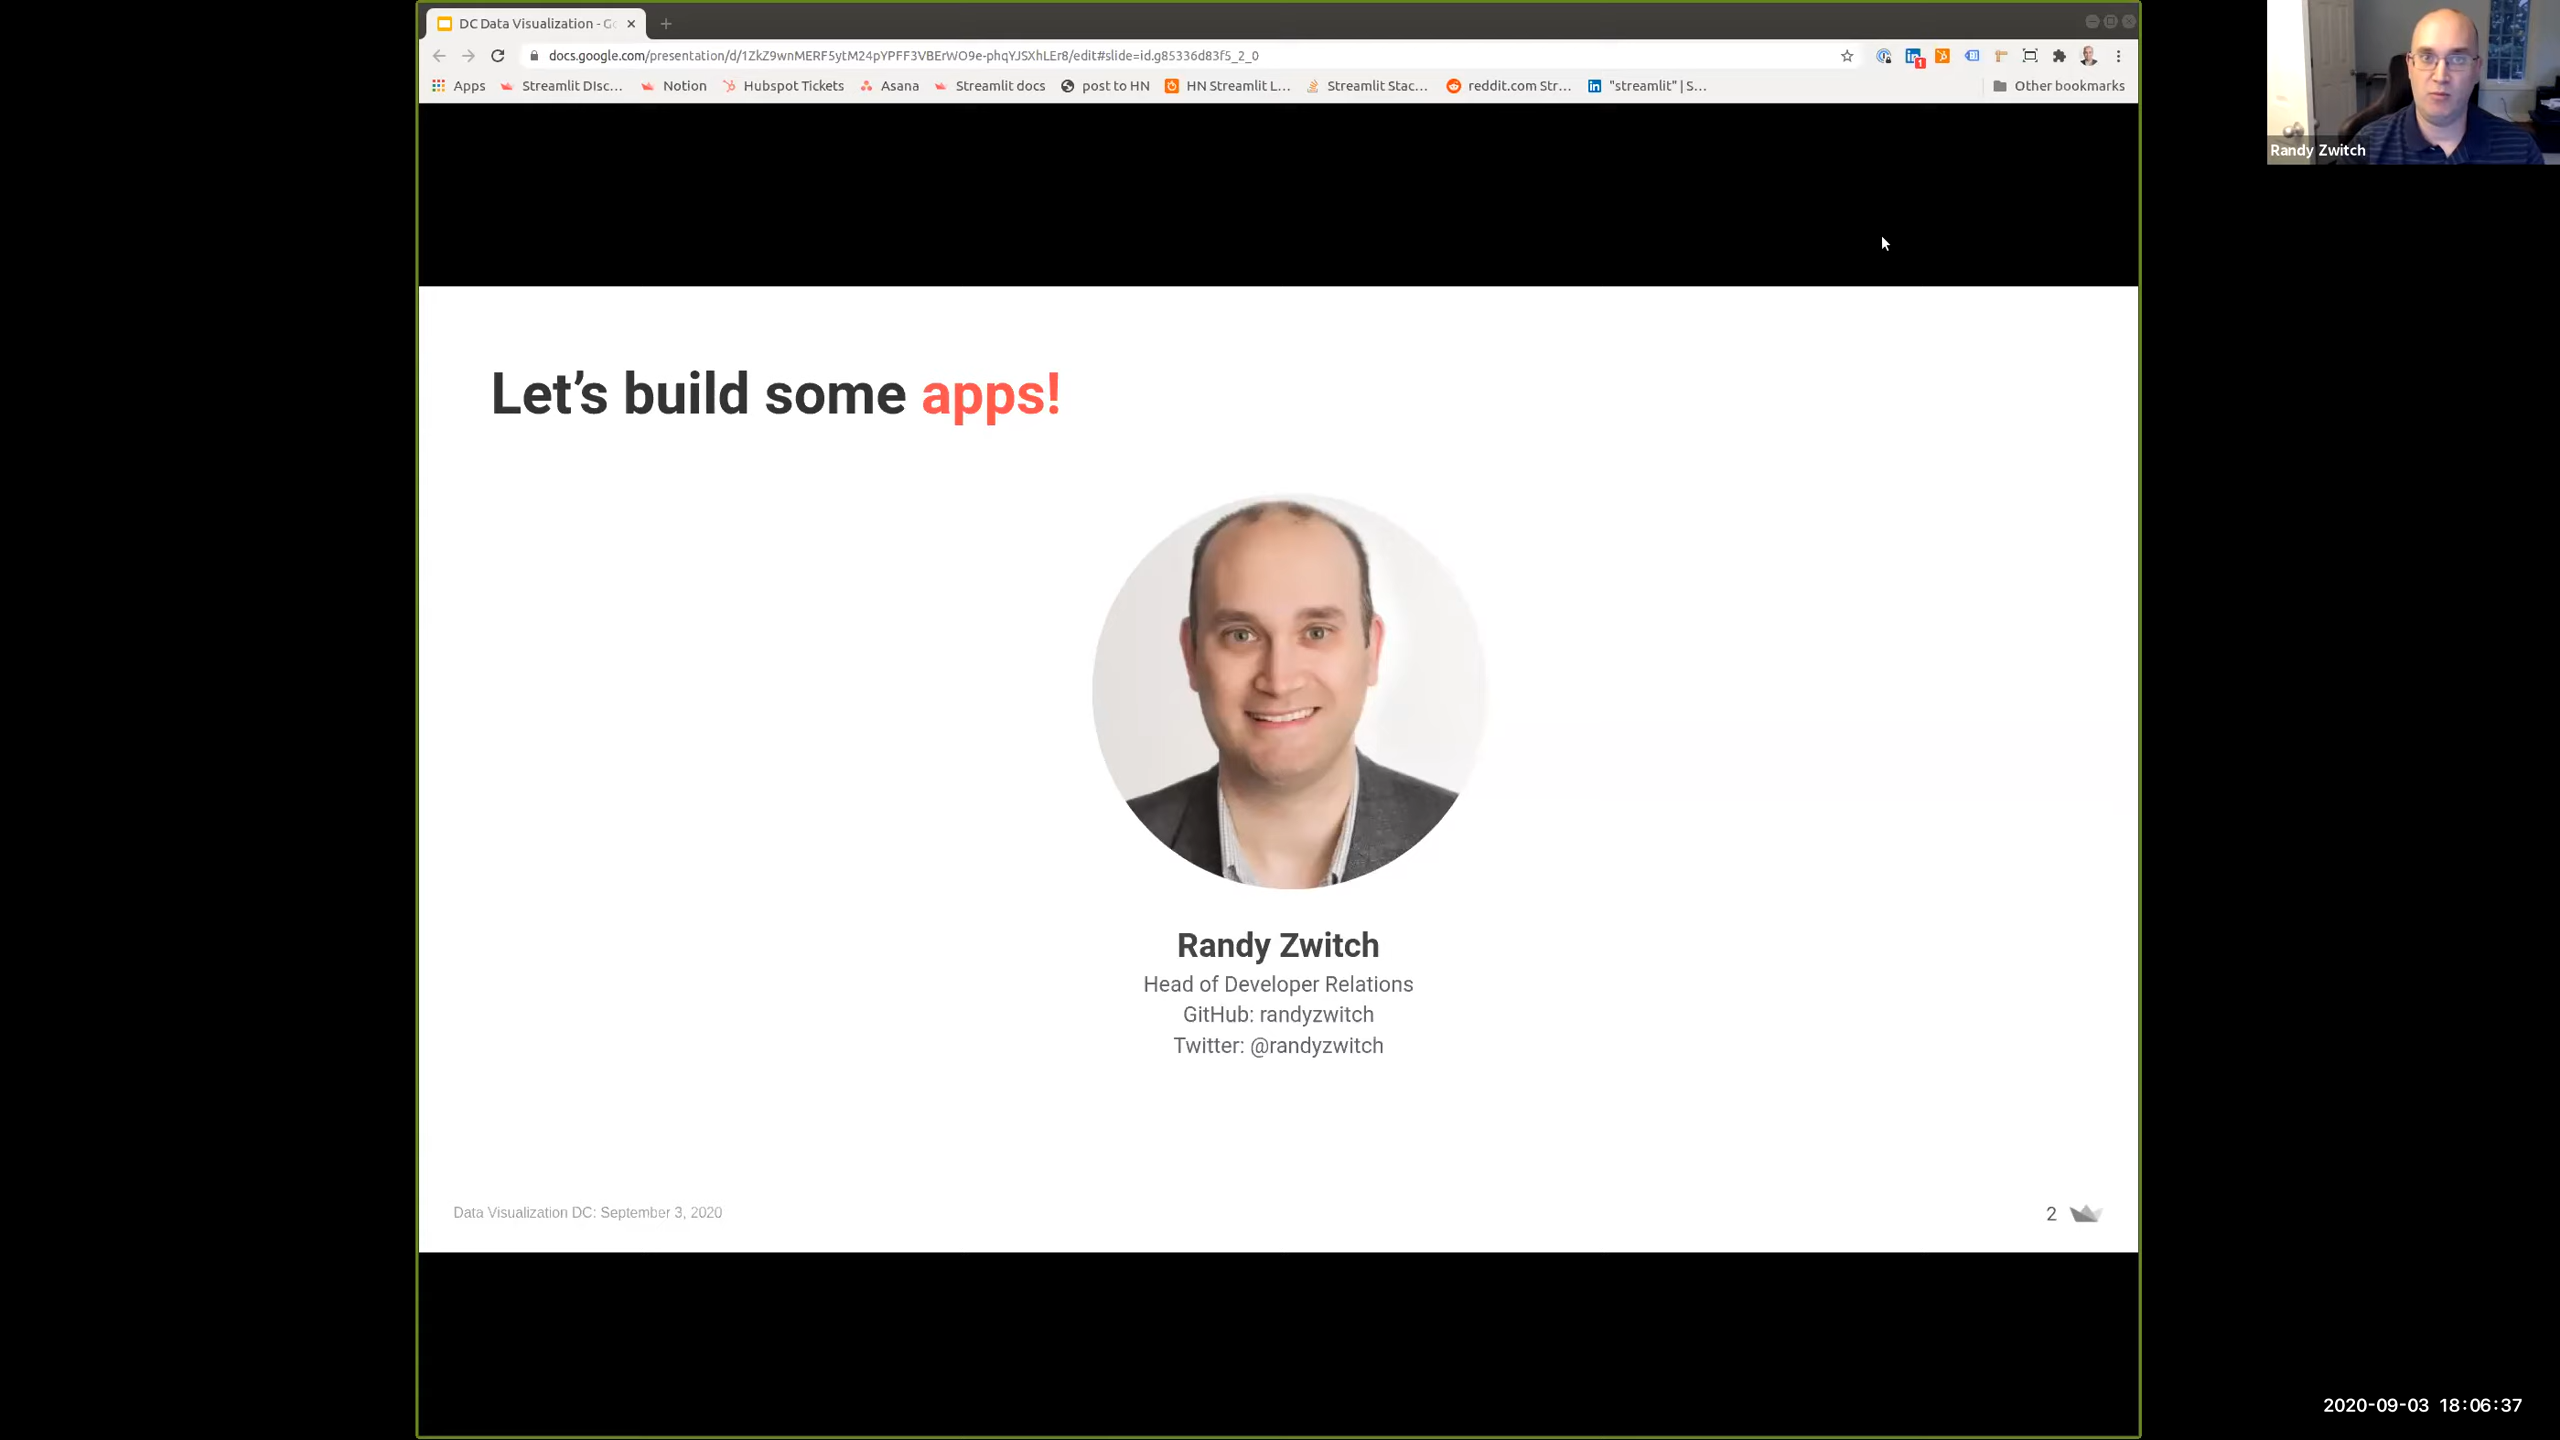 DC Data Visualization - Go
docs.google.com/presentation/d/1ZkZ9wnMERF5ytM24pYPFF3VBErWO9e-phqYJSXhLEr8/edit#slide=id.g85336d83f5_2_0
1
Apps Streamlit DIsc... Notion Hubspot Tickets Asana Streamlit docs post to HN HN Streamlit L... Streamlit Stac... reddit.com Str... "streamlit" | S... Other bookmarks
Randy Zwitch
Let’s build some apps!
Randy Zwitch
Head of Developer Relations
GitHub: randyzwitch
Twitter: @randyzwitch
Data Visualization DC: September 3, 2020
2
2020-09-03 18:06:37